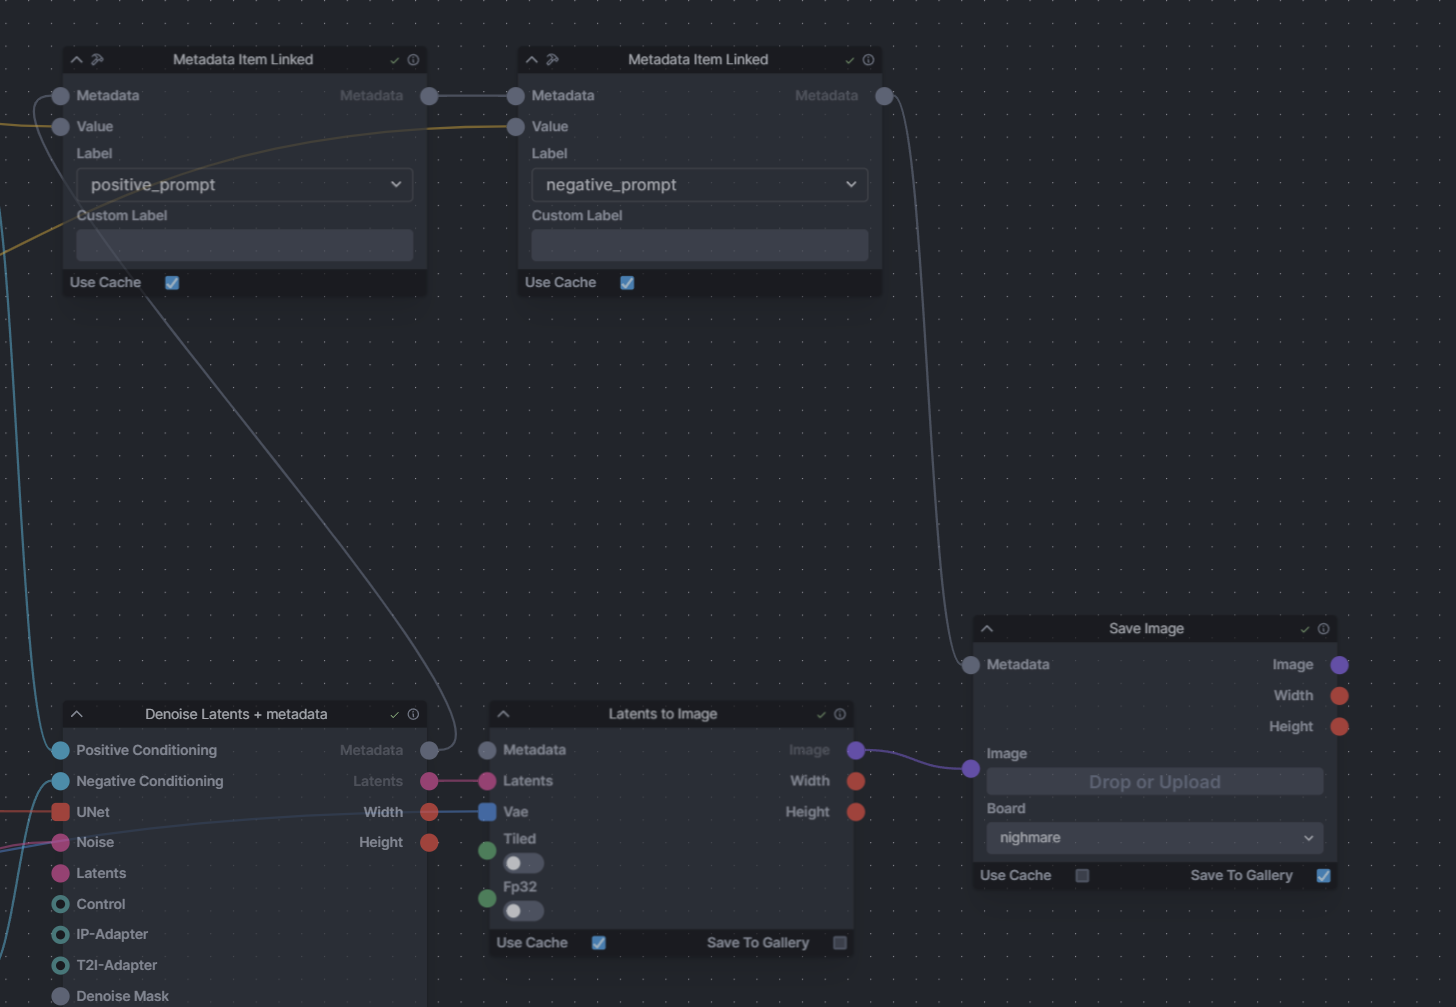 Metadata Item Linked
Metadata
Metadata
Value
Label
positive_prompt
Custom Label
Use Cache
Metadata Item Linked
Metadata
Metadata
Value
Label
negative_prompt
Custom Label
Use Cache
Denoise Latents + metadata
Positive Conditioning
Metadata
Negative Conditioning
Latents
UNet
Width
Noise
Height
Latents
Control
IP-Adapter
T2I-Adapter
Denoise Mask
Latents to Image
Metadata
Image
Latents
Width
Vae
Height
Tiled
Fp32
Use Cache
Save To Gallery
Save Image
Metadata
Image
Width
Height
Image
Drop or Upload
Board
nighmare
Use Cache
Save To Gallery